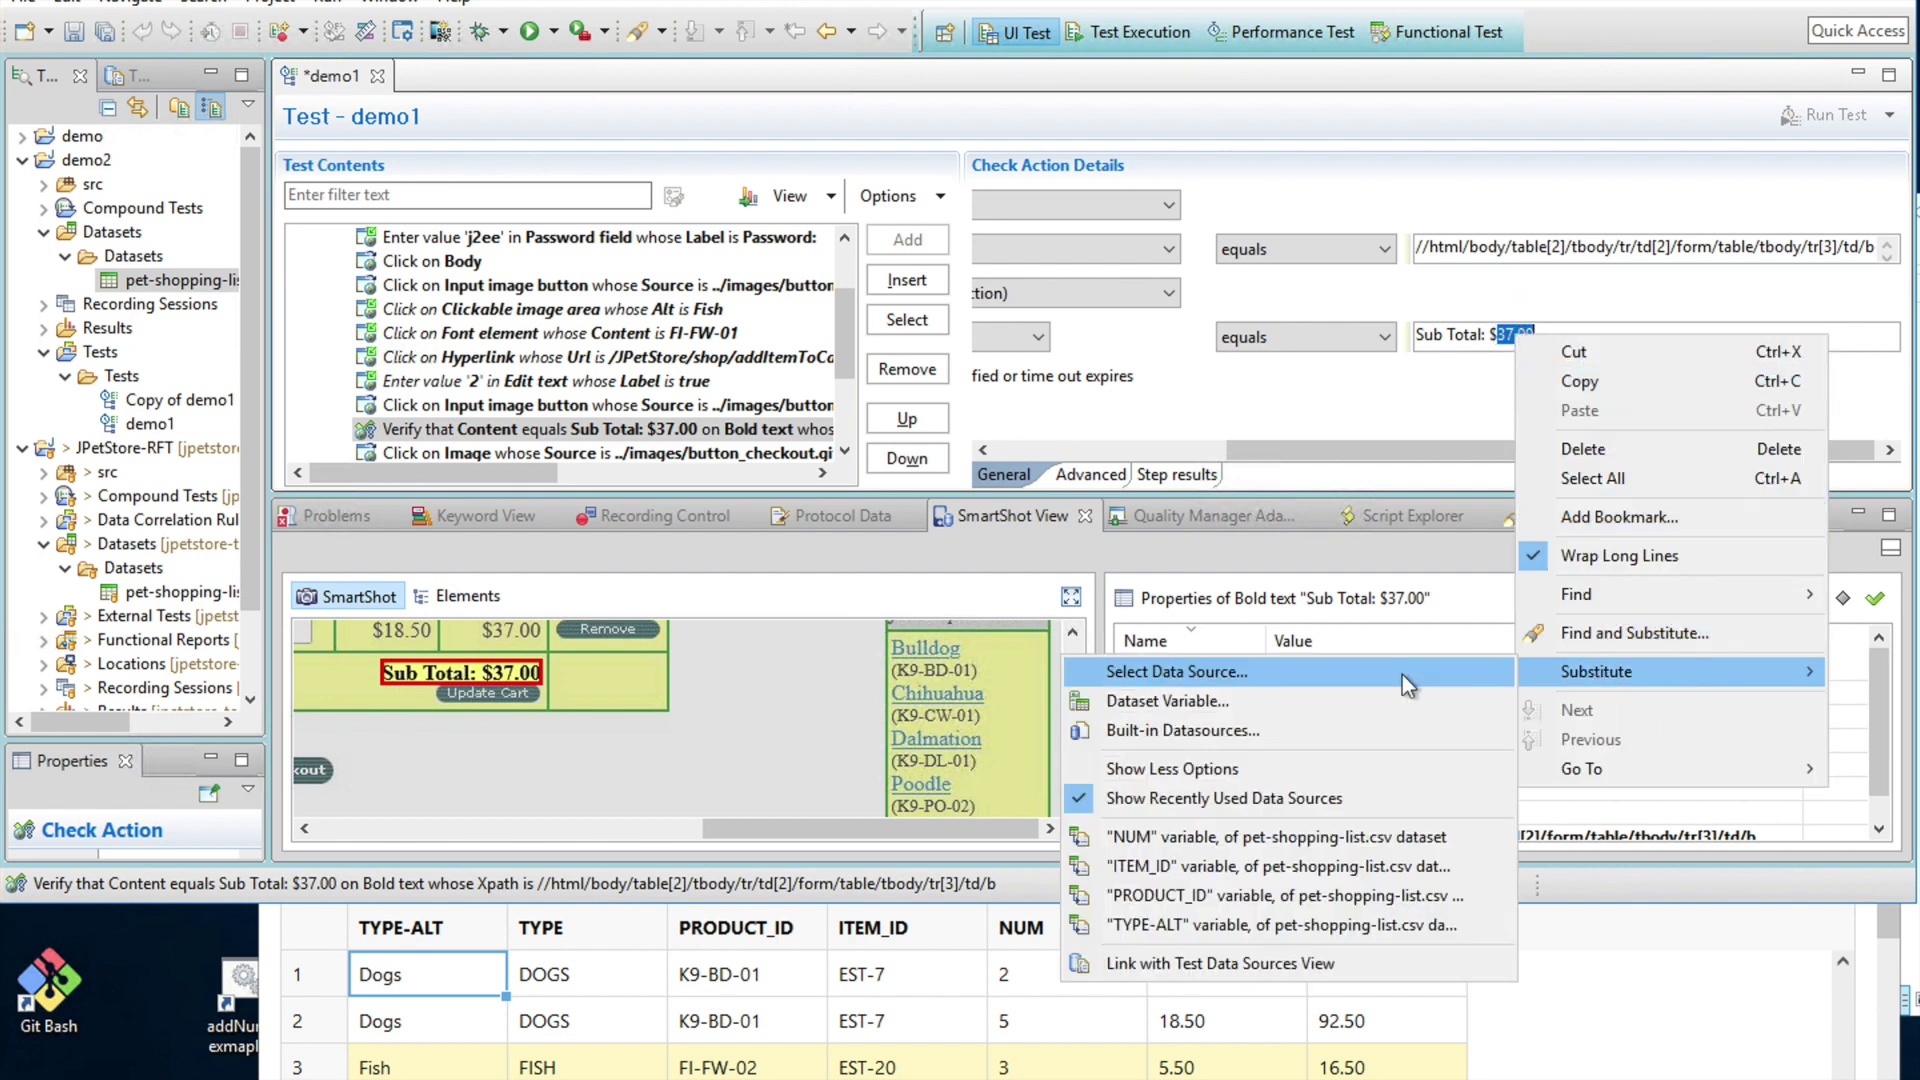 Quick Access
UI Test
Test Execution
Performance Test
Functional Test
T...
T...
*demo1
Test - demo1
Run Test
demo
demo2
src
Compound Tests
Datasets
Datasets
pet-shopping-li
Recording Sessions
Results
Tests
Tests
Copy of demo1
demo1
> JPetStore-RFT [jpetstore
> src
> Compound Tests [jp
> Data Correlation Rul
> Datasets [jpetstore-t
Datasets
pet-shopping-li
> External Tests [jpetst
> Functional Reports
> Locations [jpetstore-
> Recording Sessions [
Test Contents
Enter filter text
View
Options
Enter value 'j2ee' in Password field whose Label is Password:
Click on Body
Click on Input image button whose Source is ../images/button
Click on Clickable image area whose Alt is Fish
Click on Font element whose Content is FI-FW-01
Click on Hyperlink whose Url is /JPetStore/shop/addItemToCa
Enter value '2' in Edit text whose Label is true
Click on Input image button whose Source is ../images/button
Verify that Content equals Sub Total: $37.00 on Bold text whos
Click on Image whose Source is ../images/button_checkout.gi
Add
Insert
Select
Remove
Up
Down
Check Action Details
equals
//html/body/table[2]/tbody/tr/td[2]/form/table/tbody/tr[3]/td/b
tion)
equals
Sub Total: $37.00
fied or time out expires
General
Advanced
Step results
Cut Ctrl+X
Copy Ctrl+C
Paste Ctrl+V
Delete Delete
Select All Ctrl+A
Add Bookmark...
Wrap Long Lines
Find
Find and Substitute...
Substitute
Next
Previous
Go To
Problems
Keyword View
Recording Control
Protocol Data
SmartShot View
Quality Manager Ada...
Script Explorer
SmartShot
Elements
$18.50
$37.00
Remove
Sub Total: $37.00
Update Cart
kout
Bulldog
(K9-BD-01)
Chihuahua
(K9-CW-01)
Dalmation
(K9-DL-01)
Poodle
(K9-PO-02)
Properties of Bold text "Sub Total: $37.00"
Name
Value
Select Data Source...
Dataset Variable...
Built-in Datasources...
Show Less Options
Show Recently Used Data Sources
"NUM" variable, of pet-shopping-list.csv dataset
"ITEM_ID" variable, of pet-shopping-list.csv dat...
"PRODUCT_ID" variable, of pet-shopping-list.csv ...
"TYPE-ALT" variable, of pet-shopping-list.csv da...
Link with Test Data Sources View
]/form/table/tbody/tr[3]/td/b
Properties
Check Action
Verify that Content equals Sub Total: $37.00 on Bold text whose Xpath is //html/body/table[2]/tbody/tr/td[2]/form/table/tbody/tr[3]/td/b
TYPE-ALT TYPE PRODUCT_ID ITEM_ID NUM
1 Dogs DOGS K9-BD-01 EST-7 2
2 Dogs DOGS K9-BD-01 EST-7 5 18.50 92.50
3 Fish FISH FI-FW-02 EST-20 3 5.50 16.50
Git Bash
addNu
exmapl